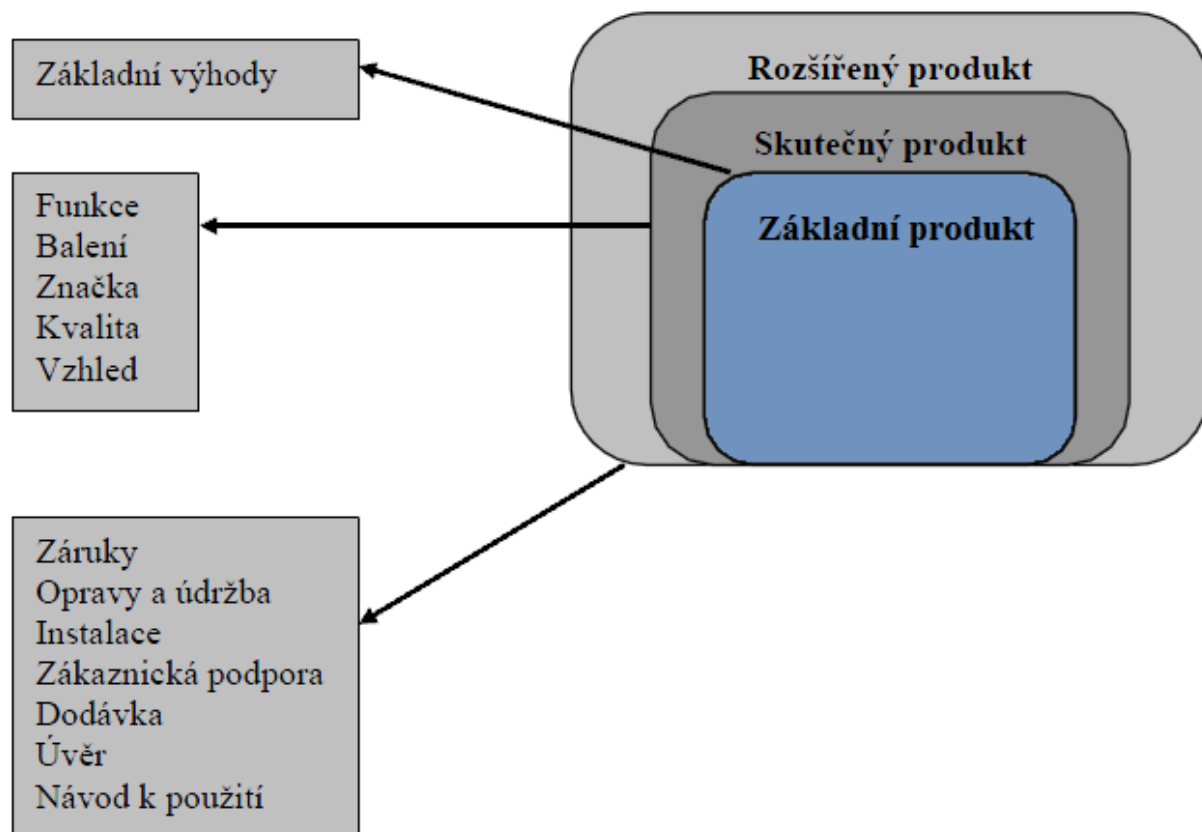 Základní výhody
Funkce
Balení
Značka
Kvalita
Vzhled
Záruky
Opravy a údržba
Instalace
Zákaznická podpora
Dodávka
Úvěr
Návod k použití
Rozšířený produkt
Skutečný produkt
Základní produkt